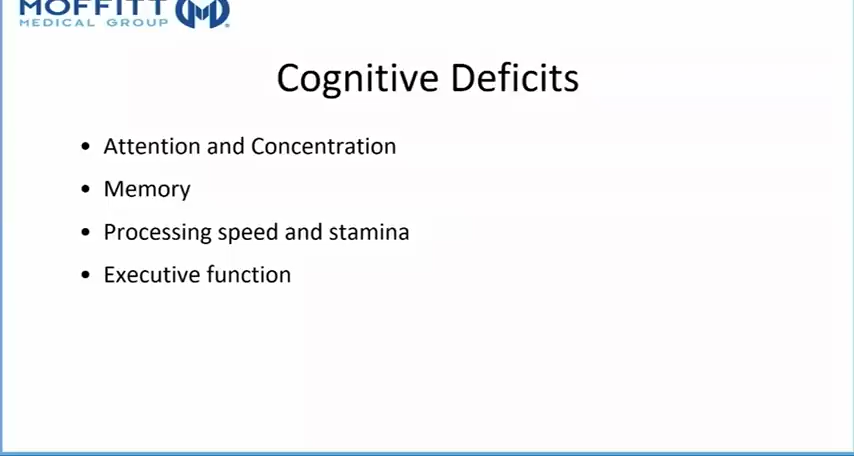 MOFFITT
MEDICAL GROUP
Cognitive Deficits
• Attention and Concentration
• Memory
• Processing speed and stamina
• Executive function